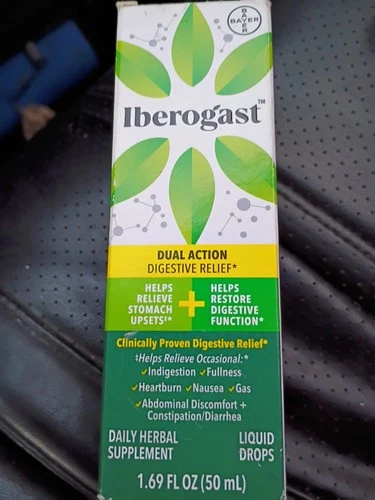 BAYER
BAYER
Iberogast™
DUAL ACTION
DIGESTIVE RELIEF*
HELPS
RELIEVE
STOMACH
UPSETS‡*
+
HELPS
RESTORE
DIGESTIVE
FUNCTION*
Clinically Proven Digestive Relief*
‡Helps Relieve Occasional:*
✓Indigestion ✓Fullness
✓Heartburn ✓Nausea ✓Gas
✓Abdominal Discomfort +
Constipation/Diarrhea
DAILY HERBAL
SUPPLEMENT
LIQUID
DROPS
1.69 FL OZ (50 mL)